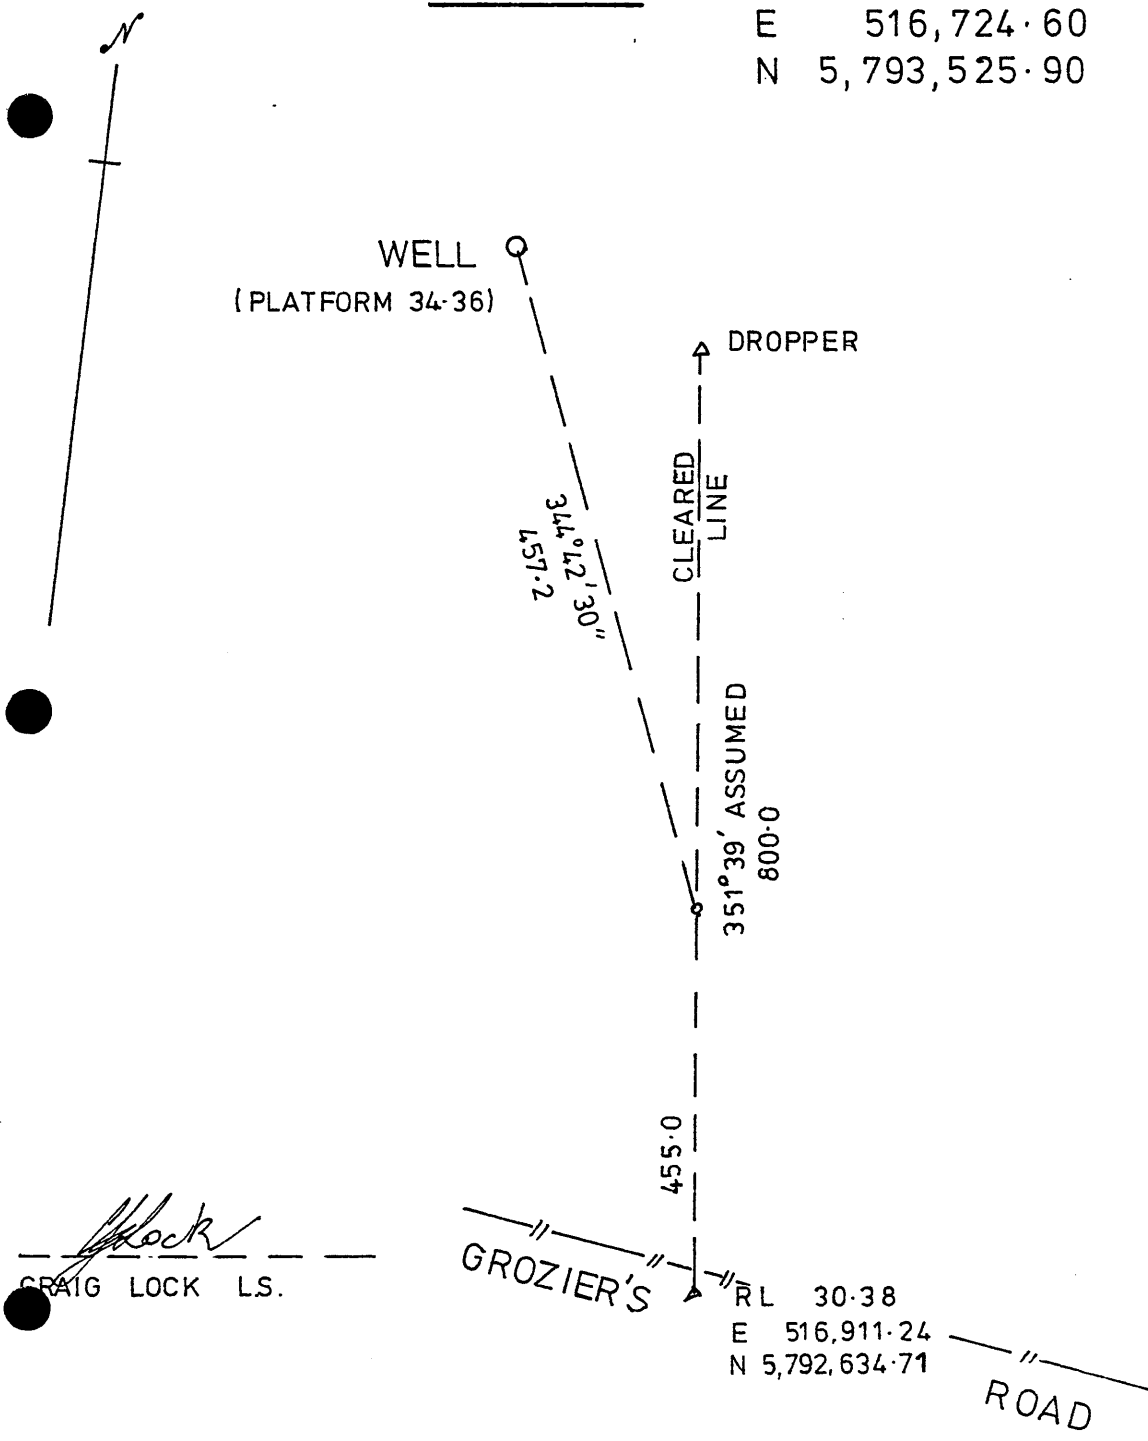 E 516,724·60
N 5,793,525·90
N
WELL
(PLATFORM 34·36)
DROPPER
CLEARED
LINE
344°42'30"
457·2
351°39' ASSUMED
800·0
455·0
Lock
CRAIG LOCK L.S.
GROZIER'S
RL 30·38
E 516,911·24
N 5,792,634·71
ROAD